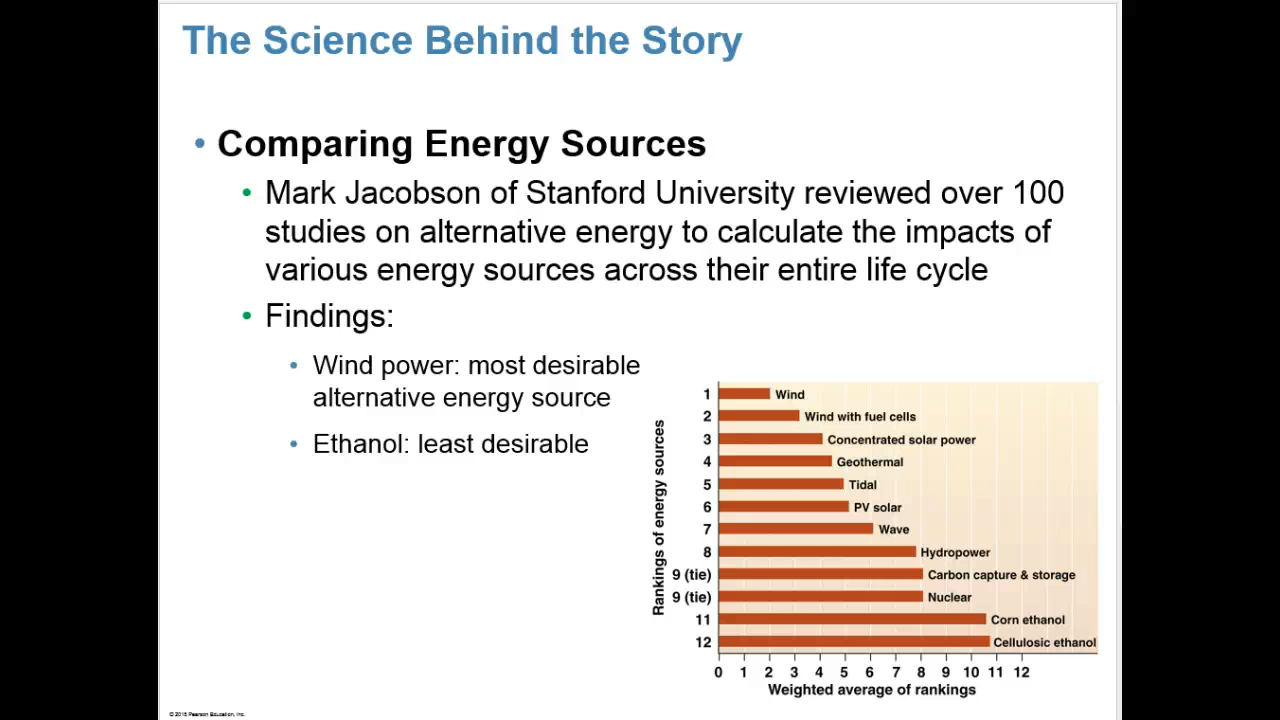 The Science Behind the Story
• Comparing Energy Sources
• Mark Jacobson of Stanford University reviewed over 100
studies on alternative energy to calculate the impacts of
various energy sources across their entire life cycle
• Findings:
• Wind power: most desirable
alternative energy source
• Ethanol: least desirable
Rankings of energy sources
1 Wind
2 Wind with fuel cells
3 Concentrated solar power
4 Geothermal
5 Tidal
6 PV solar
7 Wave
8 Hydropower
9 (tie) Carbon capture & storage
9 (tie) Nuclear
11 Corn ethanol
12 Cellulosic ethanol
0 1 2 3 4 5 6 7 8 9 10 11 12
Weighted average of rankings
© 2015 Pearson Education, Inc.